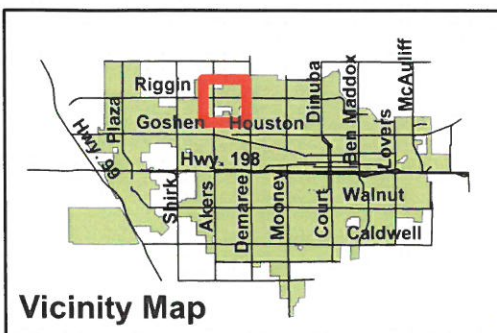 Riggin
Goshen Houston
Hwy. 198
Walnut
Caldwell
Hwy. 99
Plaza
Shirk
Akers
Demaree
Mooney
Court
Dinuba
Ben Maddox
Lovers
McAuliff
Vicinity Map